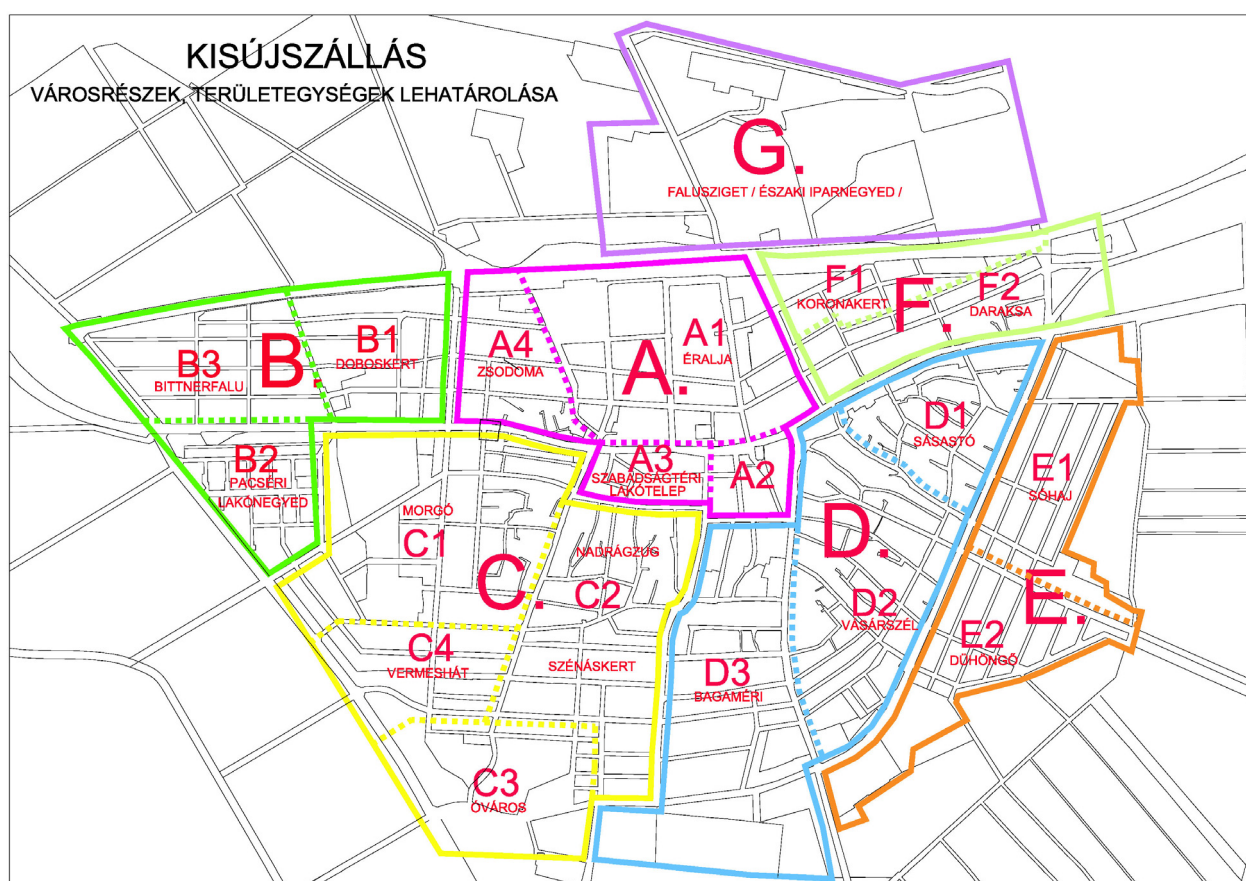 KISÚJSZÁLLÁS
VÁROSRÉSZEK, TERÜLETEGYSÉGEK LEHATÁROLÁSA
G.
FALUSZIGET / ÉSZAKI IPARNEGYED /
F1
KORONAKERT
F.
F2
DARAKSA
B3
BITTNERFALU
B.
B1
DOBOSKERT
B2
PACSÉRI
LAKÓNEGYED
A4
ZSODOMA
A.
A1
ÉRALJA
A3
SZABADSÁGTÉRI
LAKÓTELEP
A2
D1
SÁSASTÓ
D.
D2
VÁSÁRSZÉL
D3
BAGAMÉRI
E1
SÓHAJ
E.
E2
DÜHÖNGŐ
MORGÓ
C1
C.
NADRÁGZUG
C2
SZÉNÁSKERT
C4
VERMESHÁT
C3
ÓVÁROS